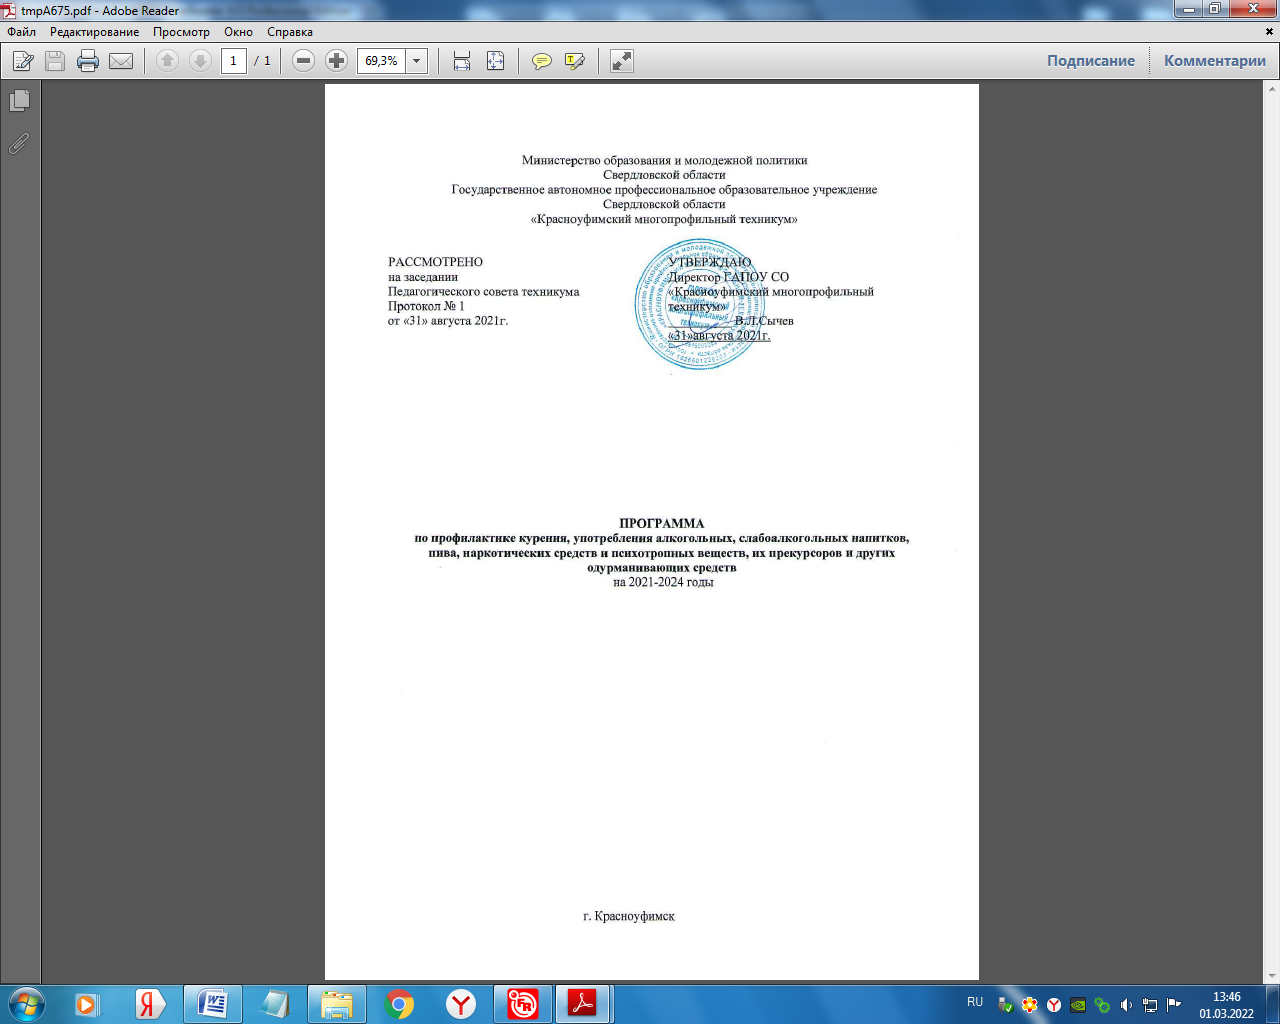 tmpA675.pdf - Adobe Reader
Файл Редактирование Просмотр Окно Справка
1 / 1 69,3% Подписание Комментарии
Министерство образования и молодежной политики
Свердловской области
Государственное автономное профессиональное образовательное учреждение
Свердловской области
«Красноуфимский многопрофильный техникум»
РАССМОТРЕНО
на заседании
Педагогического совета техникума
Протокол № 1
от «31» августа 2021г.
УТВЕРЖДАЮ
Директор ГАПОУ СО
«Красноуфимский многопрофильный
техникум»
В.Л.Сычев
«31»августа 2021г.
ПРОГРАММА
по профилактике курения, употребления алкогольных, слабоалкогольных напитков,
пива, наркотических средств и психотропных веществ, их прекурсоров и других
одурманивающих средств
на 2021-2024 годы
г. Красноуфимск
RU
13:46
01.03.2022